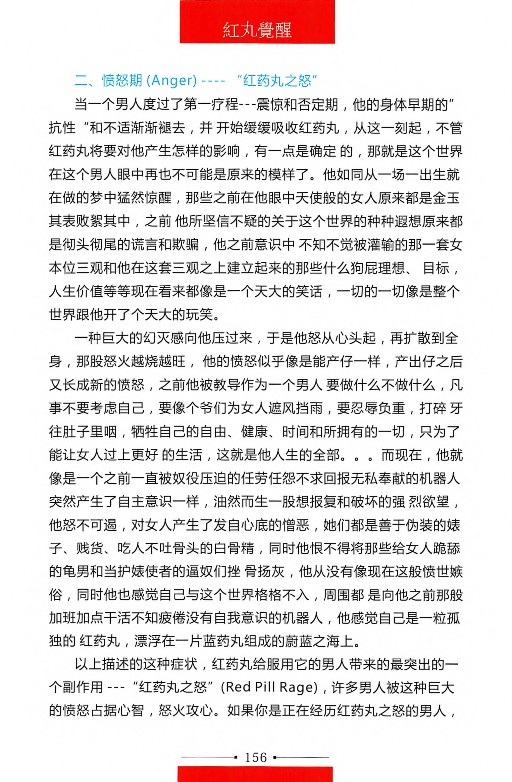 紅丸覺醒
二、愤怒期 (Anger) ---- “红药丸之怒”
当一个男人度过了第一疗程---震惊和否定期，他的身体早期的”
抗性“和不适渐渐褪去，并 开始缓缓吸收红药丸，从这一刻起，不管
红药丸将要对他产生怎样的影响，有一点是确定 的，那就是这个世界
在这个男人眼中再也不可能是原来的模样了。他如同从一场一出生就
在做的梦中猛然惊醒，那些之前在他眼中天使般的女人原来都是金玉
其表败絮其中，之前 他所坚信不疑的关于这个世界的种种遐想原来都
是彻头彻尾的谎言和欺骗，他之前意识中 不知不觉被灌输的那一套女
本位三观和他在这套三观之上建立起来的那些什么狗屁理想、 目标，
人生价值等等现在看来都像是一个天大的笑话，一切的一切像是整个
世界跟他开了个天大的玩笑。
一种巨大的幻灭感向他压过来，于是他怒从心头起，再扩散到全
身，那股怒火越烧越旺， 他的愤怒似乎像是能产仔一样，产出仔之后
又长成新的愤怒，之前他被教导作为一个男人 要做什么不做什么，凡
事不要考虑自己，要像个爷们为女人遮风挡雨，要忍辱负重，打碎 牙
往肚子里咽，牺牲自己的自由、健康、时间和所拥有的一切，只为了
能让女人过上更好 的生活，这就是他人生的全部。。。而现在，他就
像是一个之前一直被奴役压迫的任劳任怨不求回报无私奉献的机器人
突然产生了自主意识一样，油然而生一股想报复和破坏的强 烈欲望，
他怒不可遏，对女人产生了发自心底的憎恶，她们都是善于伪装的婊
子、贱货、吃人不吐骨头的白骨精，同时他恨不得将那些给女人跪舔
的龟男和当护婊使者的逼奴们挫 骨扬灰，他从没有像现在这般愤世嫉
俗，同时他也感觉自己与这个世界格格不入，周围都 是向他之前那般
加班加点干活不知疲倦没有自我意识的机器人，他感觉自己是一粒孤
独的 红药丸，漂浮在一片蓝药丸组成的蔚蓝之海上。
以上描述的这种症状，红药丸给服用它的男人带来的最突出的一
个副作用 ---“红药丸之怒”(Red Pill Rage)，许多男人被这种巨大
的愤怒占据心智，怒火攻心。如果你是正在经历红药丸之怒的男人，
156